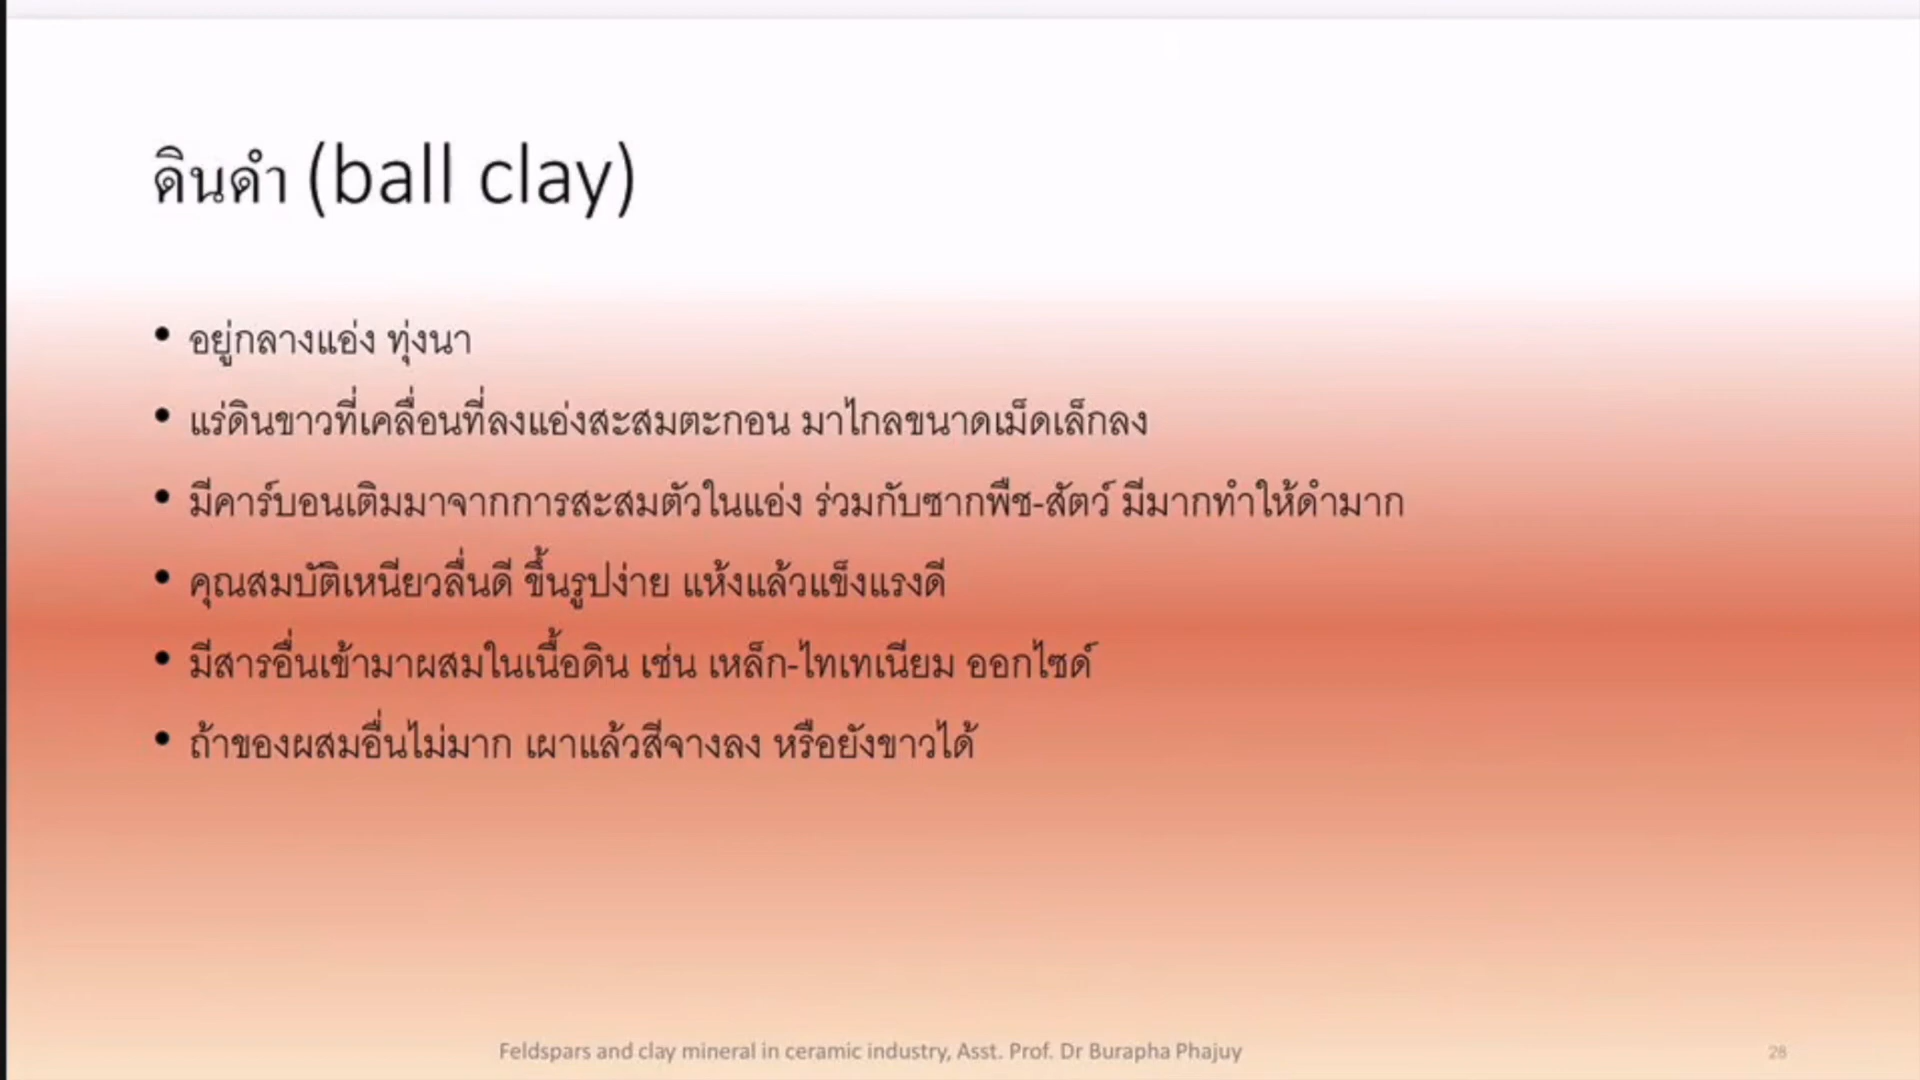 ดินดำ (ball clay)
• อยู่กลางแอ่ง ทุ่งนา
• แร่ดินขาวที่เคลื่อนที่ลงแอ่งสะสมตะกอน มาไกลขนาดเม็ดเล็กลง
• มีคาร์บอนเติมมาจากการสะสมตัวในแอ่ง ร่วมกับซากพืช-สัตว์ มีมากทำให้ดำมาก
• คุณสมบัติเหนียวลื่นดี ขึ้นรูปง่าย แห้งแล้วแข็งแรงดี
• มีสารอื่นเข้ามาผสมในเนื้อดิน เช่น เหล็ก-ไทเทเนียม ออกไซด์
• ถ้าของผสมอื่นไม่มาก เผาแล้วสีจางลง หรือยังขาวได้
Feldspars and clay mineral in ceramic industry, Asst. Prof. Dr Burapha Phajuy
28